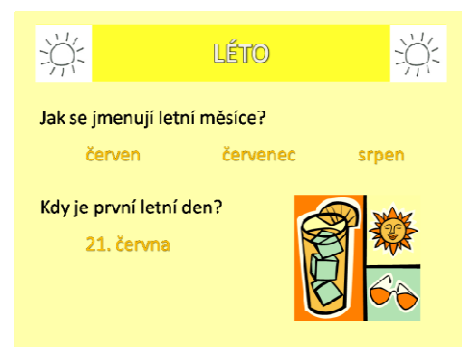 LÉTO
Jak se jmenují letní měsíce?
červen červenec srpen
Kdy je první letní den?
21. června